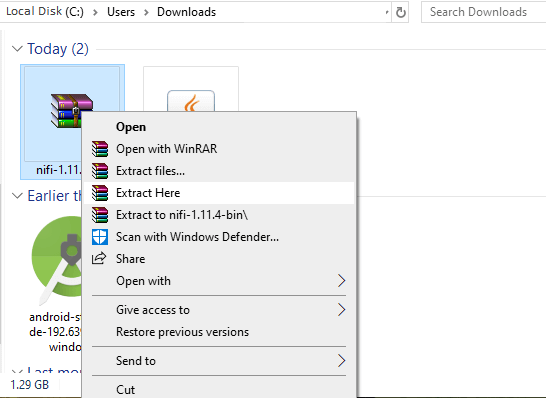 Local Disk (C:) Users Downloads Search Downloads
Today (2)
nifi-1.11.
Open
Open with WinRAR
Extract files...
Extract Here
Extract to nifi-1.11.4-bin\
Scan with Windows Defender...
Share
Open with
Give access to
Restore previous versions
Send to
Cut
Earlier th
android-s
de-192.639
windo
Last mo
1.29 GB